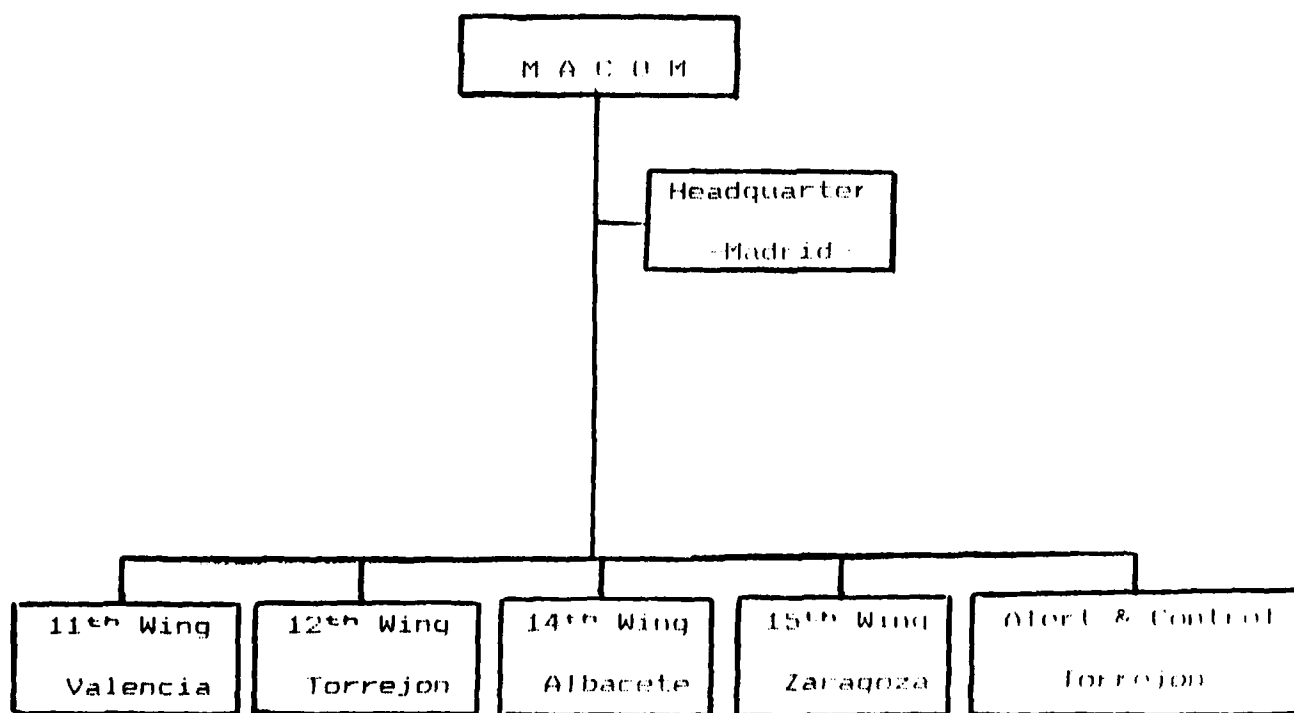 M A C O M
Headquarter
-Madrid-
11th Wing
Valencia
12th Wing
Torrejon
14th Wing
Albacete
15th Wing
Zaragoza
Alert & Control
Torrejon